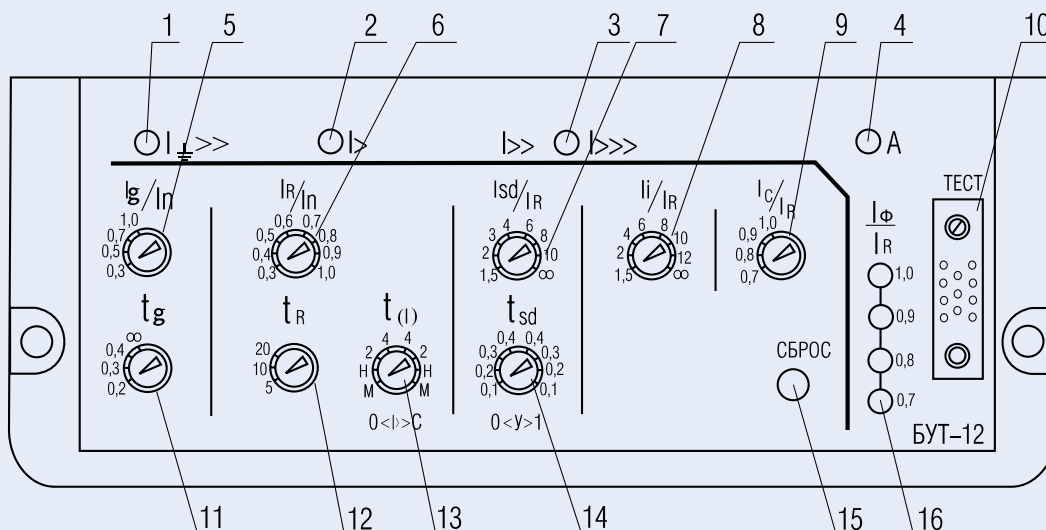 1 2 3 4
5 6 7 8 9 10
I⏚>> I> I>> I>>> A
Ig/In IR/In Isd/IR Ii/IR IC/IR IФ/IR ТЕСТ
0,3 0,5 0,7 1,0
0,3 0,4 0,5 0,6 0,7 0,8 0,9 1,0
1,5 2 3 4 6 8 10 ∞
1,5 2 4 6 8 10 12 ∞
0,7 0,8 0,9 1,0
1,0
0,9
0,8
0,7
tg tR t(I) tsd СБРОС
0,2 0,3 0,4 ∞
5 10 20
М Н 2 4 4 2 Н М
0,1 0,2 0,3 0,4 0,4 0,3 0,2 0,1
0<I>>C 0<У>1
БУТ-12
11 12 13 14 15 16